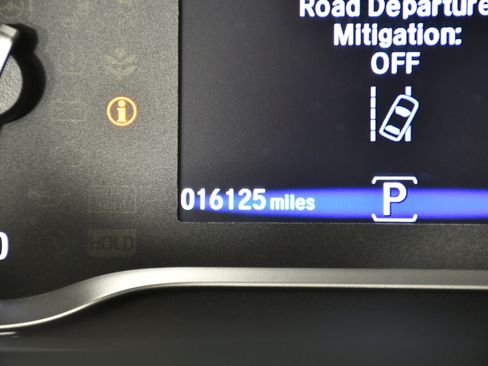 Road Departure
Mitigation:
OFF
016125 miles
P
HOLD